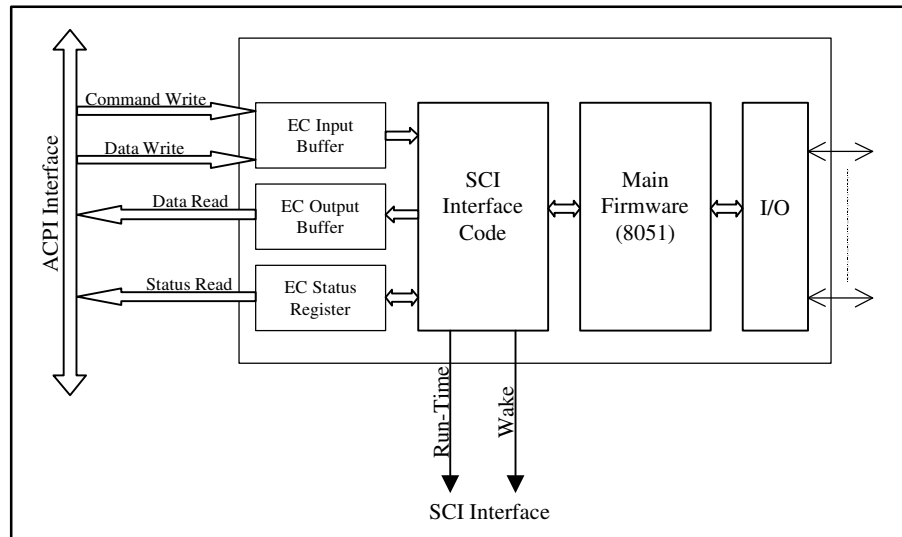 ACPI Interface
Command Write
Data Write
Data Read
Status Read
EC Input
Buffer
EC Output
Buffer
EC Status
Register
SCI
Interface
Code
Main
Firmware
(8051)
I/O
Run-Time
Wake
SCI Interface